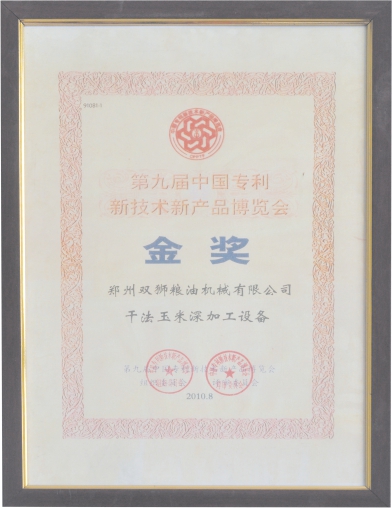 第九届中国专利
新技术新产品博览会
金奖
郑州双狮粮油机械有限公司
干法玉米深加工设备
2010.8